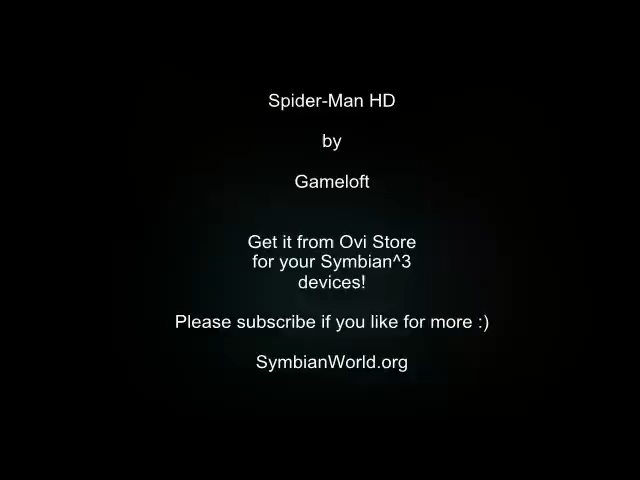 Spider-Man HD
by
Gameloft
Get it from Ovi Store
for your Symbian^3
devices!
Please subscribe if you like for more :)
SymbianWorld.org